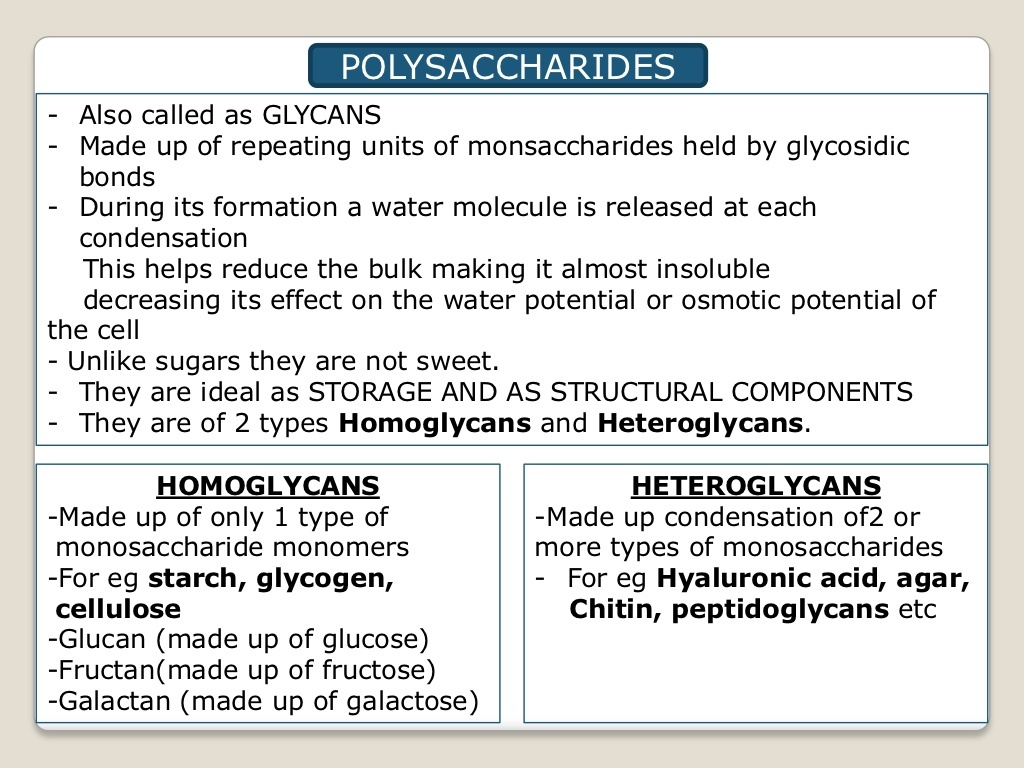 POLYSACCHARIDES
- Also called as GLYCANS
- Made up of repeating units of monsaccharides held by glycosidic
bonds
- During its formation a water molecule is released at each
condensation
This helps reduce the bulk making it almost insoluble
decreasing its effect on the water potential or osmotic potential of
the cell
- Unlike sugars they are not sweet.
- They are ideal as STORAGE AND AS STRUCTURAL COMPONENTS
- They are of 2 types Homoglycans and Heteroglycans.
HOMOGLYCANS
-Made up of only 1 type of
monosaccharide monomers
-For eg starch, glycogen,
cellulose
-Glucan (made up of glucose)
-Fructan(made up of fructose)
-Galactan (made up of galactose)
HETEROGLYCANS
-Made up condensation of2 or
more types of monosaccharides
- For eg Hyaluronic acid, agar,
Chitin, peptidoglycans etc